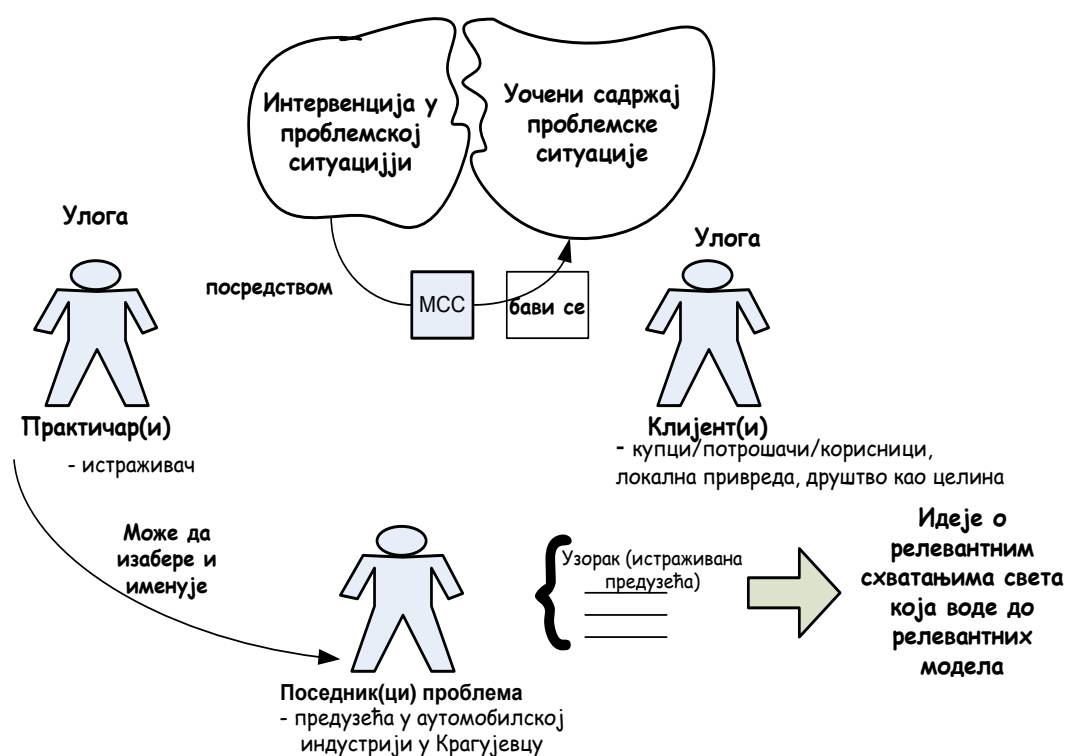 Интервенција у
проблемској
ситуацијји
Уочени садржај
проблемске
ситуације
Улога
Улога
посредством
МСС
бави се
Практичар(и)
- истраживач
Клијент(и)
- купци/потрошачи/корисници,
локална привреда, друштво као целина
Може да
изабере и
именује
Узорак (истраживана
предузећа)
Идеје о
релевантним
схватањима света
која воде до
релевантних
модела
Поседник(ци) проблема
- предузећа у аутомобилској
индустрији у Крагујевцу